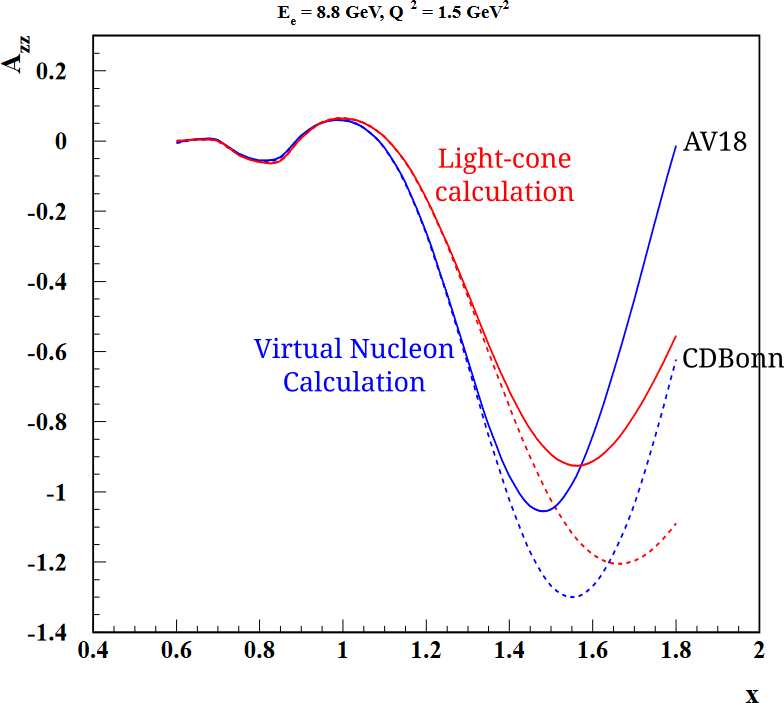 E_e = 8.8 GeV, Q ² = 1.5 GeV²
A_zz
0.2
0
-0.2
-0.4
-0.6
-0.8
-1
-1.2
-1.4
AV18
Light-cone
calculation
Virtual Nucleon
Calculation
CDBonn
0.4 0.6 0.8 1 1.2 1.4 1.6 1.8 2
x